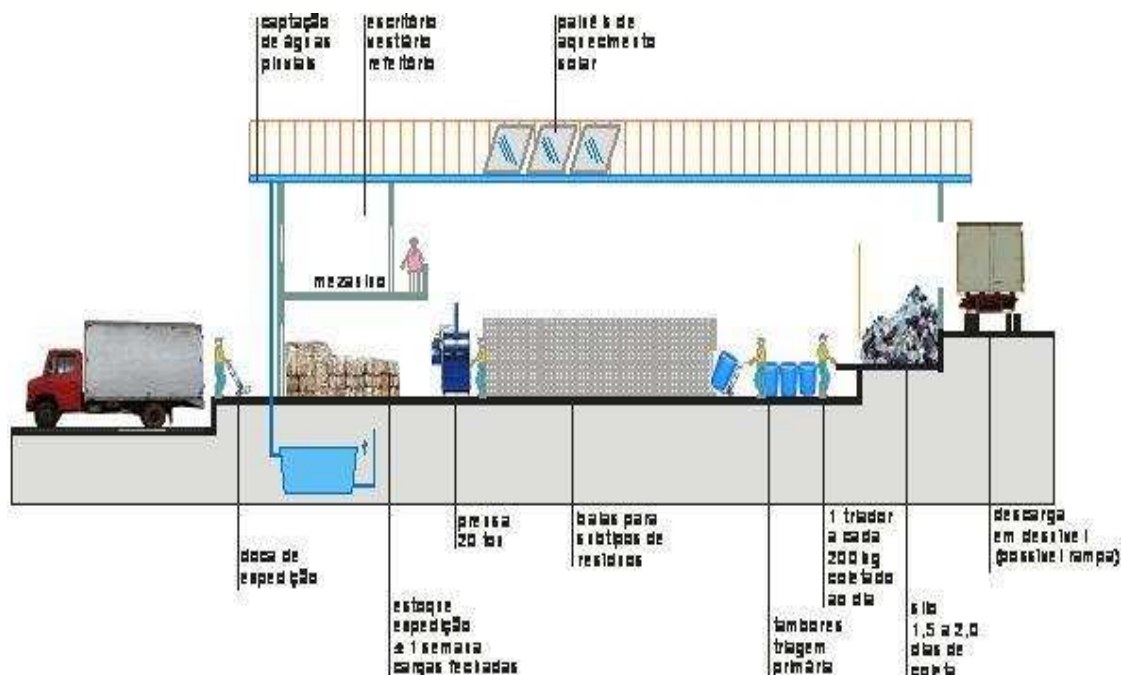 captação
de águas
pluviais
escritório
vestiário
refeitório
painéis de
aquecimento
solar
mezanino
doca de
expedição
estoque
expedição
± 1 semana
cargas fechadas
prensa
20 ton
baias para
subtipos de
resíduos
tambores
triagem
primária
1 triador
a cada
200 kg
coletado
ao dia
silo
1,5 a 2,0
dias de
coleta
descarga
em desnível
(possível rampa)